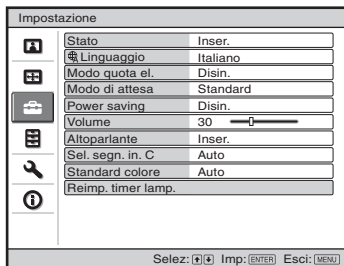 Impostazione
Stato Inser.
Linguaggio Italiano
Modo quota el. Disin.
Modo di attesa Standard
Power saving Disin.
Volume 30
Altoparlante Inser.
Sel. segn. in. C Auto
Standard colore Auto
Reimp. timer lamp.
Selez: Imp: ENTER Esci: MENU